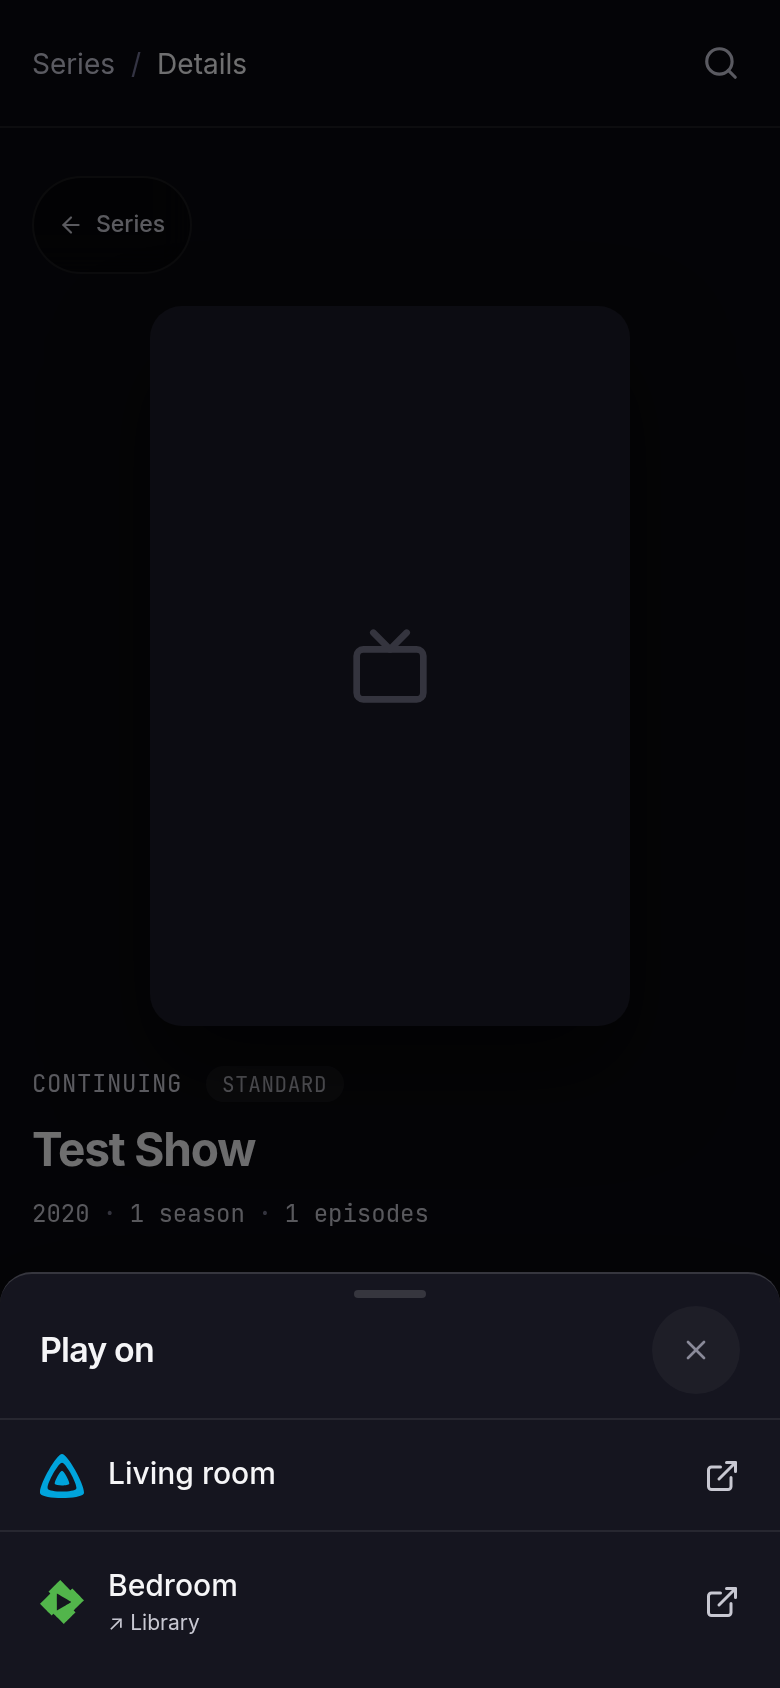 Series / Details
Series
CONTINUING STANDARD
Test Show
2020 · 1 season · 1 episodes
Play on
Living room
Bedroom
Library